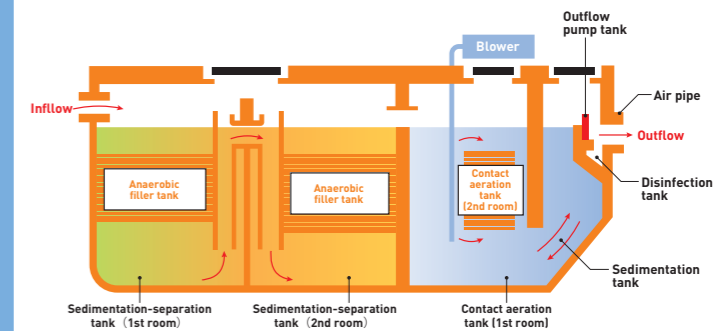 Outflow
pump tank
Blower
Air pipe
Infllow
Outflow
Anaerobic
filler tank
Anaerobic
filler tank
Contact
aeration
tank
(2nd room)
Disinfection
tank
Sedimentation
tank
Sedimentation-separation
tank（1st room）
Sedimentation-separation
tank（2nd room）
Contact aeration
tank (1st room)